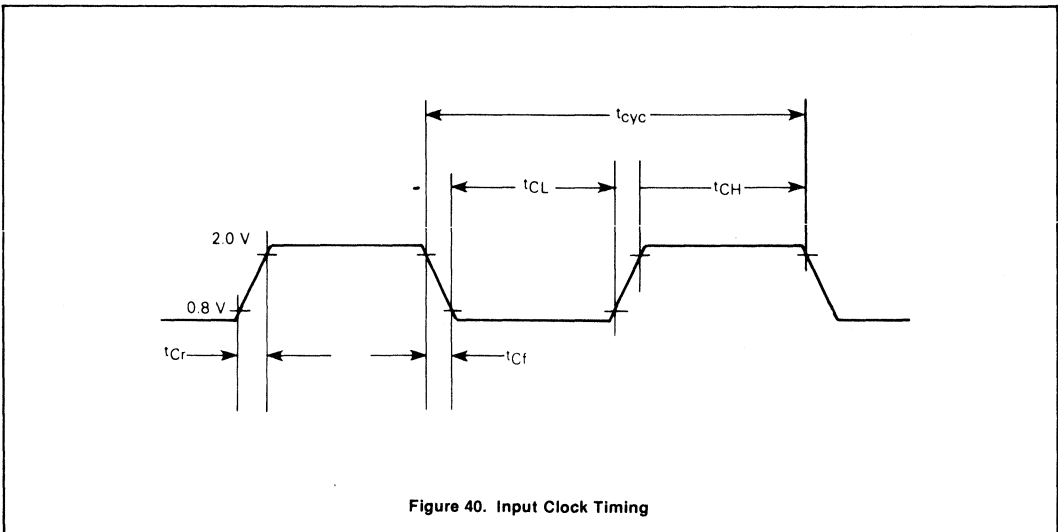 tcyc
tCL
tCH
2.0 V
0.8 V
tCr
tCf
Figure 40. Input Clock Timing